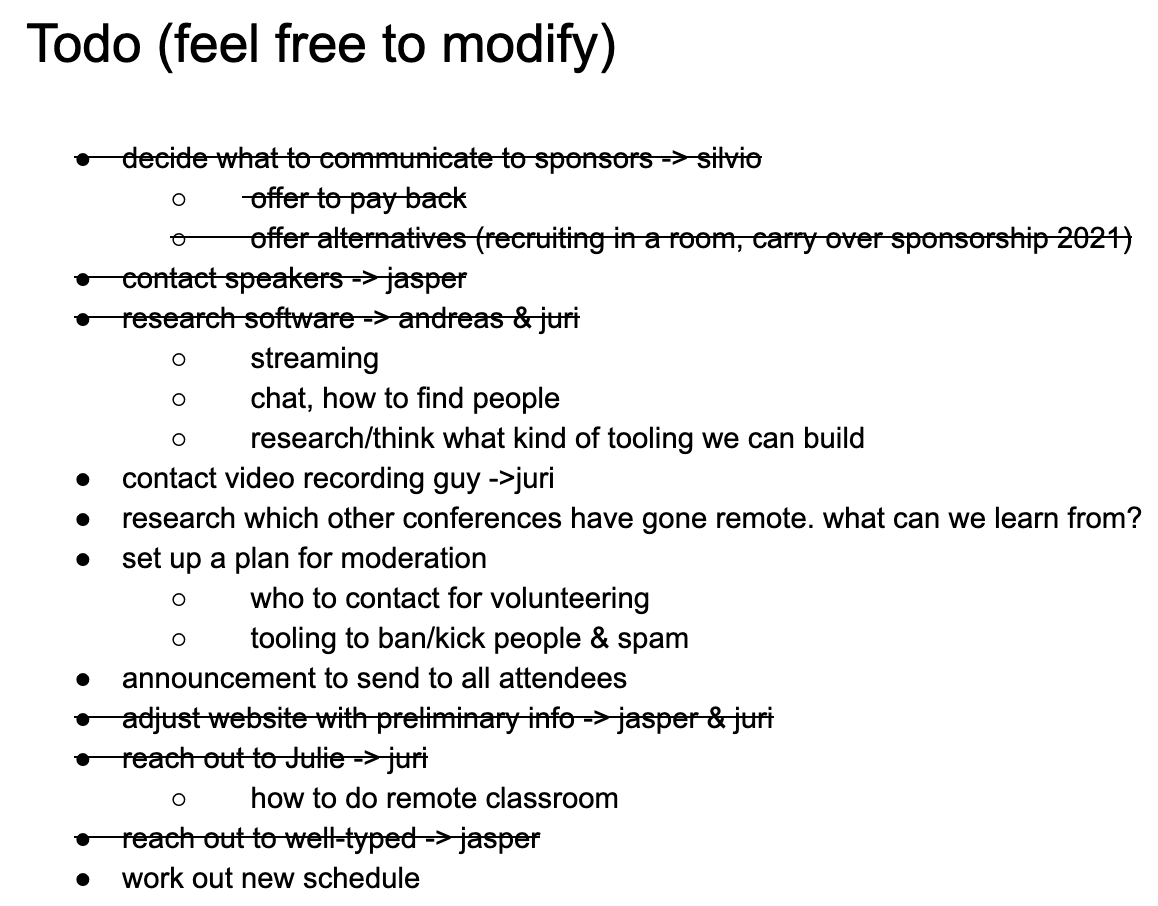 Todo (feel free to modify)
● decide what to communicate to sponsors -> silvio
○ offer to pay back
○ offer alternatives (recruiting in a room, carry over sponsorship 2021)
● contact speakers -> jasper
● research software -> andreas & juri
○ streaming
○ chat, how to find people
○ research/think what kind of tooling we can build
● contact video recording guy ->juri
● research which other conferences have gone remote. what can we learn from?
● set up a plan for moderation
○ who to contact for volunteering
○ tooling to ban/kick people & spam
● announcement to send to all attendees
● adjust website with preliminary info -> jasper & juri
● reach out to Julie -> juri
○ how to do remote classroom
● reach out to well-typed -> jasper
● work out new schedule